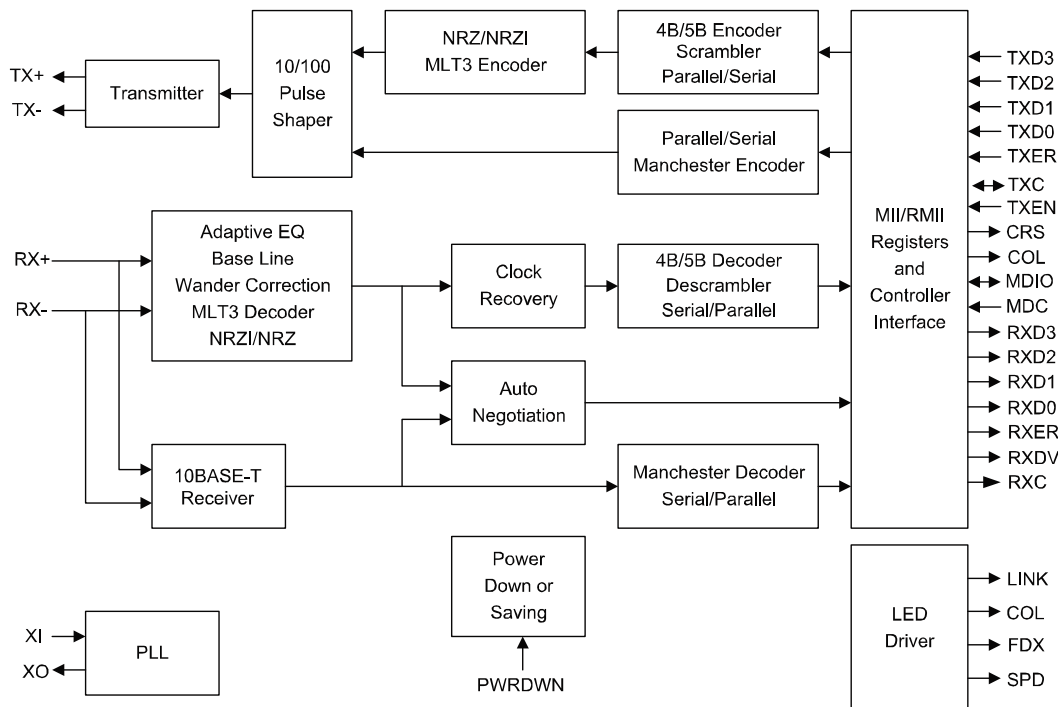 TX+
TX-
Transmitter
10/100
Pulse
Shaper
NRZ/NRZI
MLT3 Encoder
4B/5B Encoder
Scrambler
Parallel/Serial
Parallel/Serial
Manchester Encoder
RX+
RX-
Adaptive EQ
Base Line
Wander Correction
MLT3 Decoder
NRZI/NRZ
Clock
Recovery
4B/5B Decoder
Descrambler
Serial/Parallel
Auto
Negotiation
10BASE-T
Receiver
Manchester Decoder
Serial/Parallel
MII/RMII
Registers
and
Controller
Interface
TXD3
TXD2
TXD1
TXD0
TXER
TXC
TXEN
CRS
COL
MDIO
MDC
RXD3
RXD2
RXD1
RXD0
RXER
RXDV
RXC
XI
XO
PLL
Power
Down or
Saving
PWRDWN
LED
Driver
LINK
COL
FDX
SPD